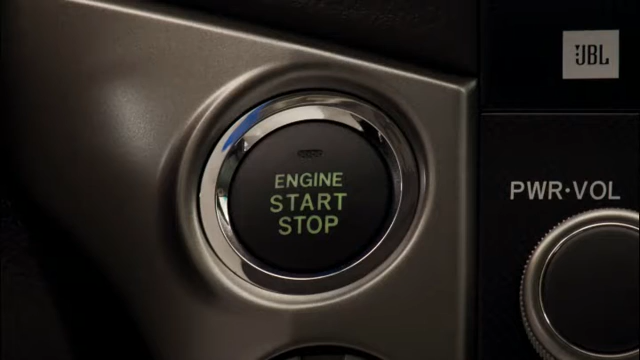 JBL
ENGINE
START
STOP
PWR·VOL